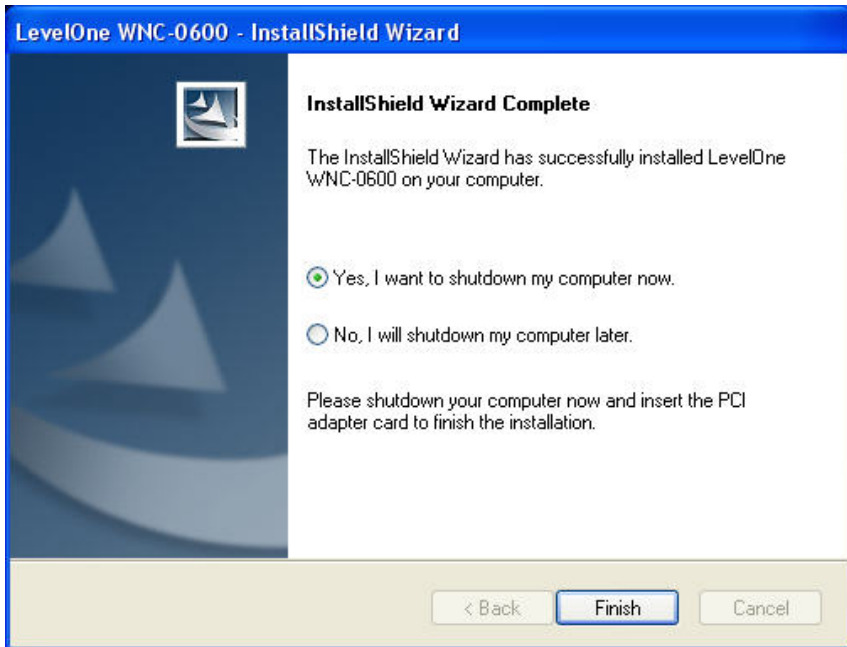 LevelOne WNC-0600 - InstallShield Wizard
InstallShield Wizard Complete
The InstallShield Wizard has successfully installed LevelOne
WNC-0600 on your computer.
Yes, I want to shutdown my computer now.
No, I will shutdown my computer later.
Please shutdown your computer now and insert the PCI
adapter card to finish the installation.
< Back
Finish
Cancel